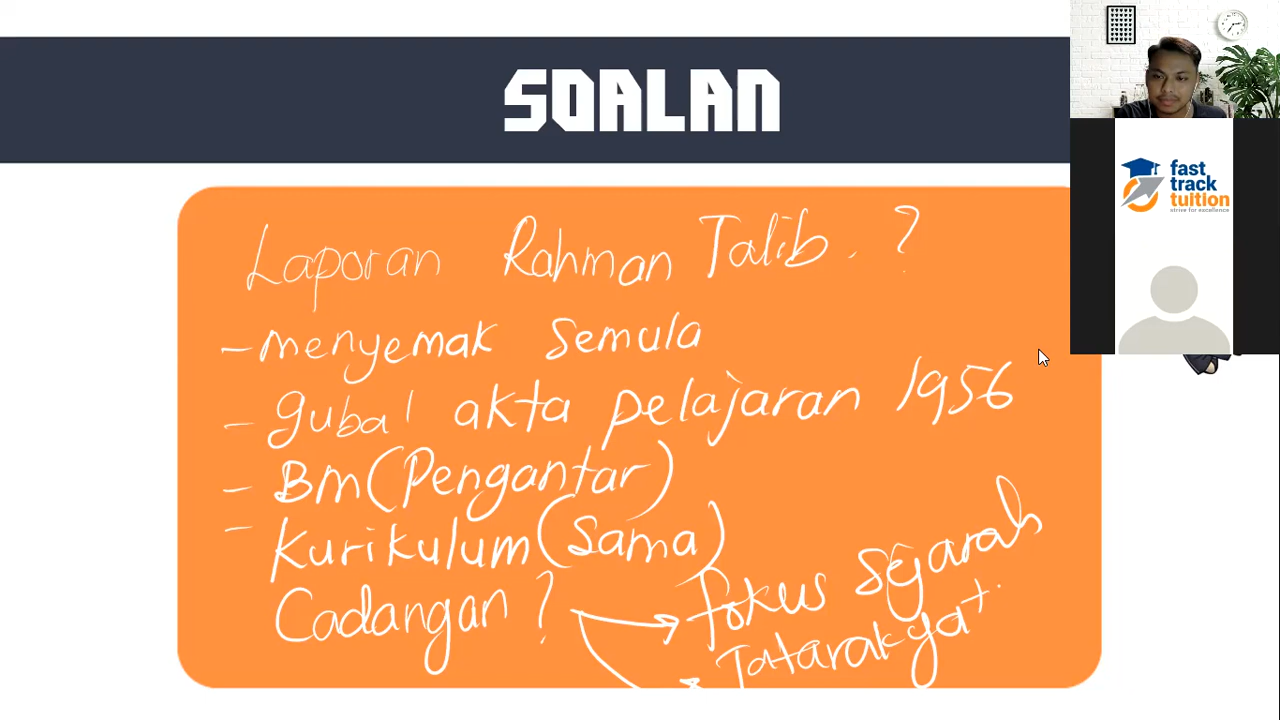 SOALAN
Laporan Rahman Talib. ?
- menyemak semula
- gubal akta pelajaran 1956
- BM (Pengantar)
- Kurikulum (Sama)
Cadangan ?
fokus Sejarah
Tatarakyat.
fast
track
tuition
strive for excellence